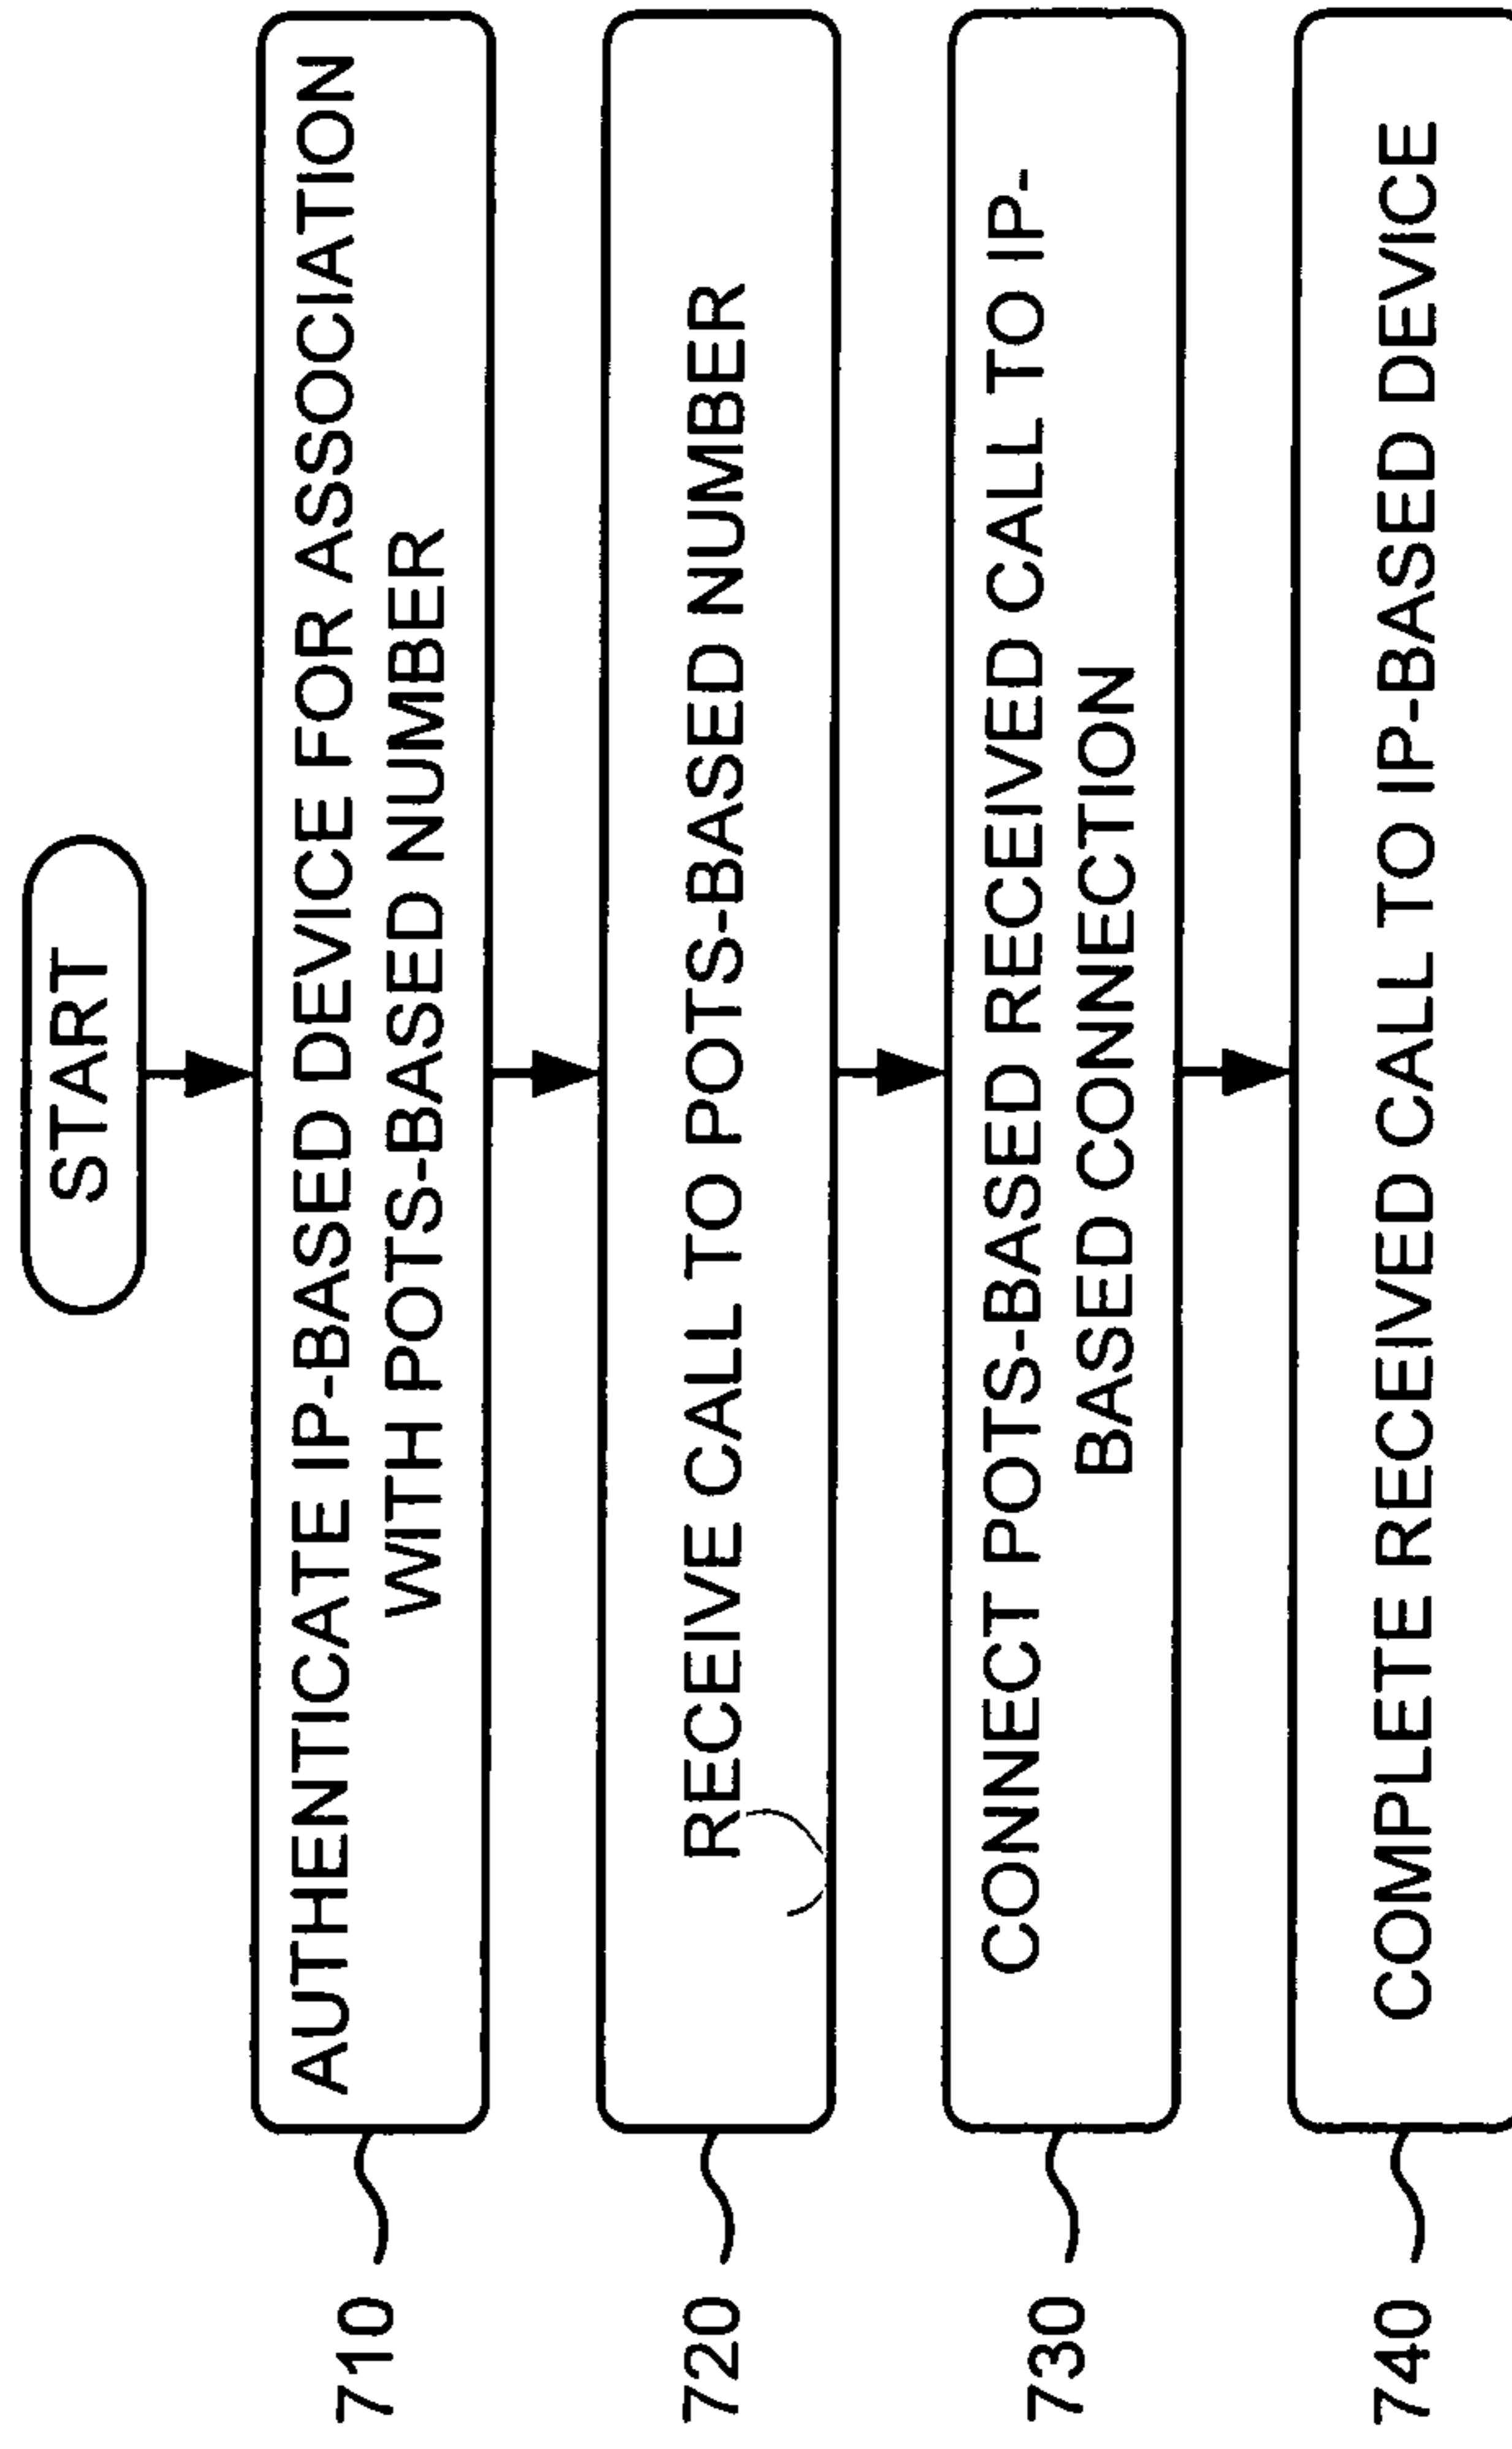 START
710
AUTHENTICATE IP-BASED DEVICE FOR ASSOCIATION
WITH POTS-BASED NUMBER
720
RECEIVE CALL TO POTS-BASED NUMBER
730
CONNECT POTS-BASED RECEIVED CALL TO IP-
BASED CONNECTION
740
COMPLETE RECEIVED CALL TO IP-BASED DEVICE